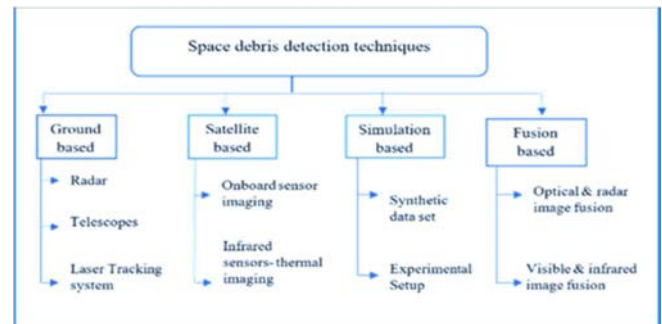 Space debris detection techniques
Ground
based
Radar
Telescopes
Laser Tracking
system
Satellite
based
Onboard sensor
imaging
Infrared
sensors- thermal
imaging
Simulation
based
Synthetic
data set
Experimental
Setup
Fusion
based
Optical & radar
image fusion
Visible & infrared
image fusion